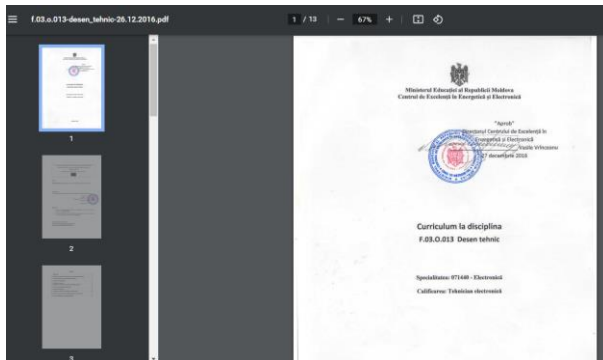 f.03.o.013-desen_tehnic-26.12.2016.pdf
1 / 13
67%
1
2
3
Ministerul Educației al Republicii Moldova
Centrul de Excelență în Energetică și Electronică
"Aprob"
Directorul Centrului de Excelență în
Energetică și Electronică
Vasile Vrînceanu
27 decembrie 2016
Curriculum la disciplina
F.03.O.013 Desen tehnic
Specialitatea: 071440 - Electronică
Calificarea: Tehnician electronică